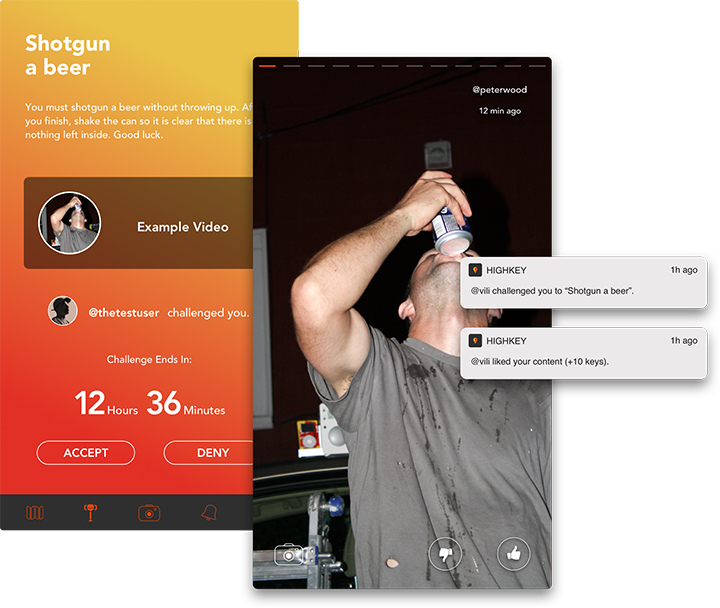 Shotgun
a beer
You must shotgun a beer without throwing up. Af
you finish, shake the can so it is clear that there is
nothing left inside. Good luck.
Example Video
@thetestuser challenged you.
Challenge Ends In:
12 Hours 36 Minutes
ACCEPT
DENY
@peterwood
12 min ago
HIGHKEY
1h ago
@vili challenged you to “Shotgun a beer”.
HIGHKEY
1h ago
@vili liked your content (+10 keys).